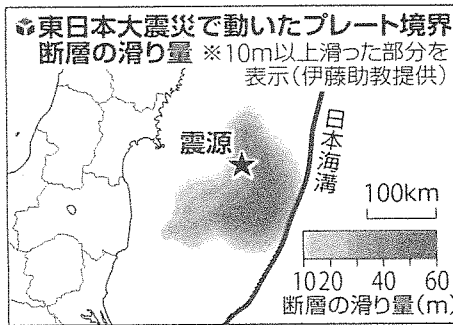 東日本大震災で動いたプレート境界
断層の滑り量 ※10m以上滑った部分を
表示(伊藤助教提供)
震源
日本海溝
100km
1020 40 60
断層の滑り量(m)